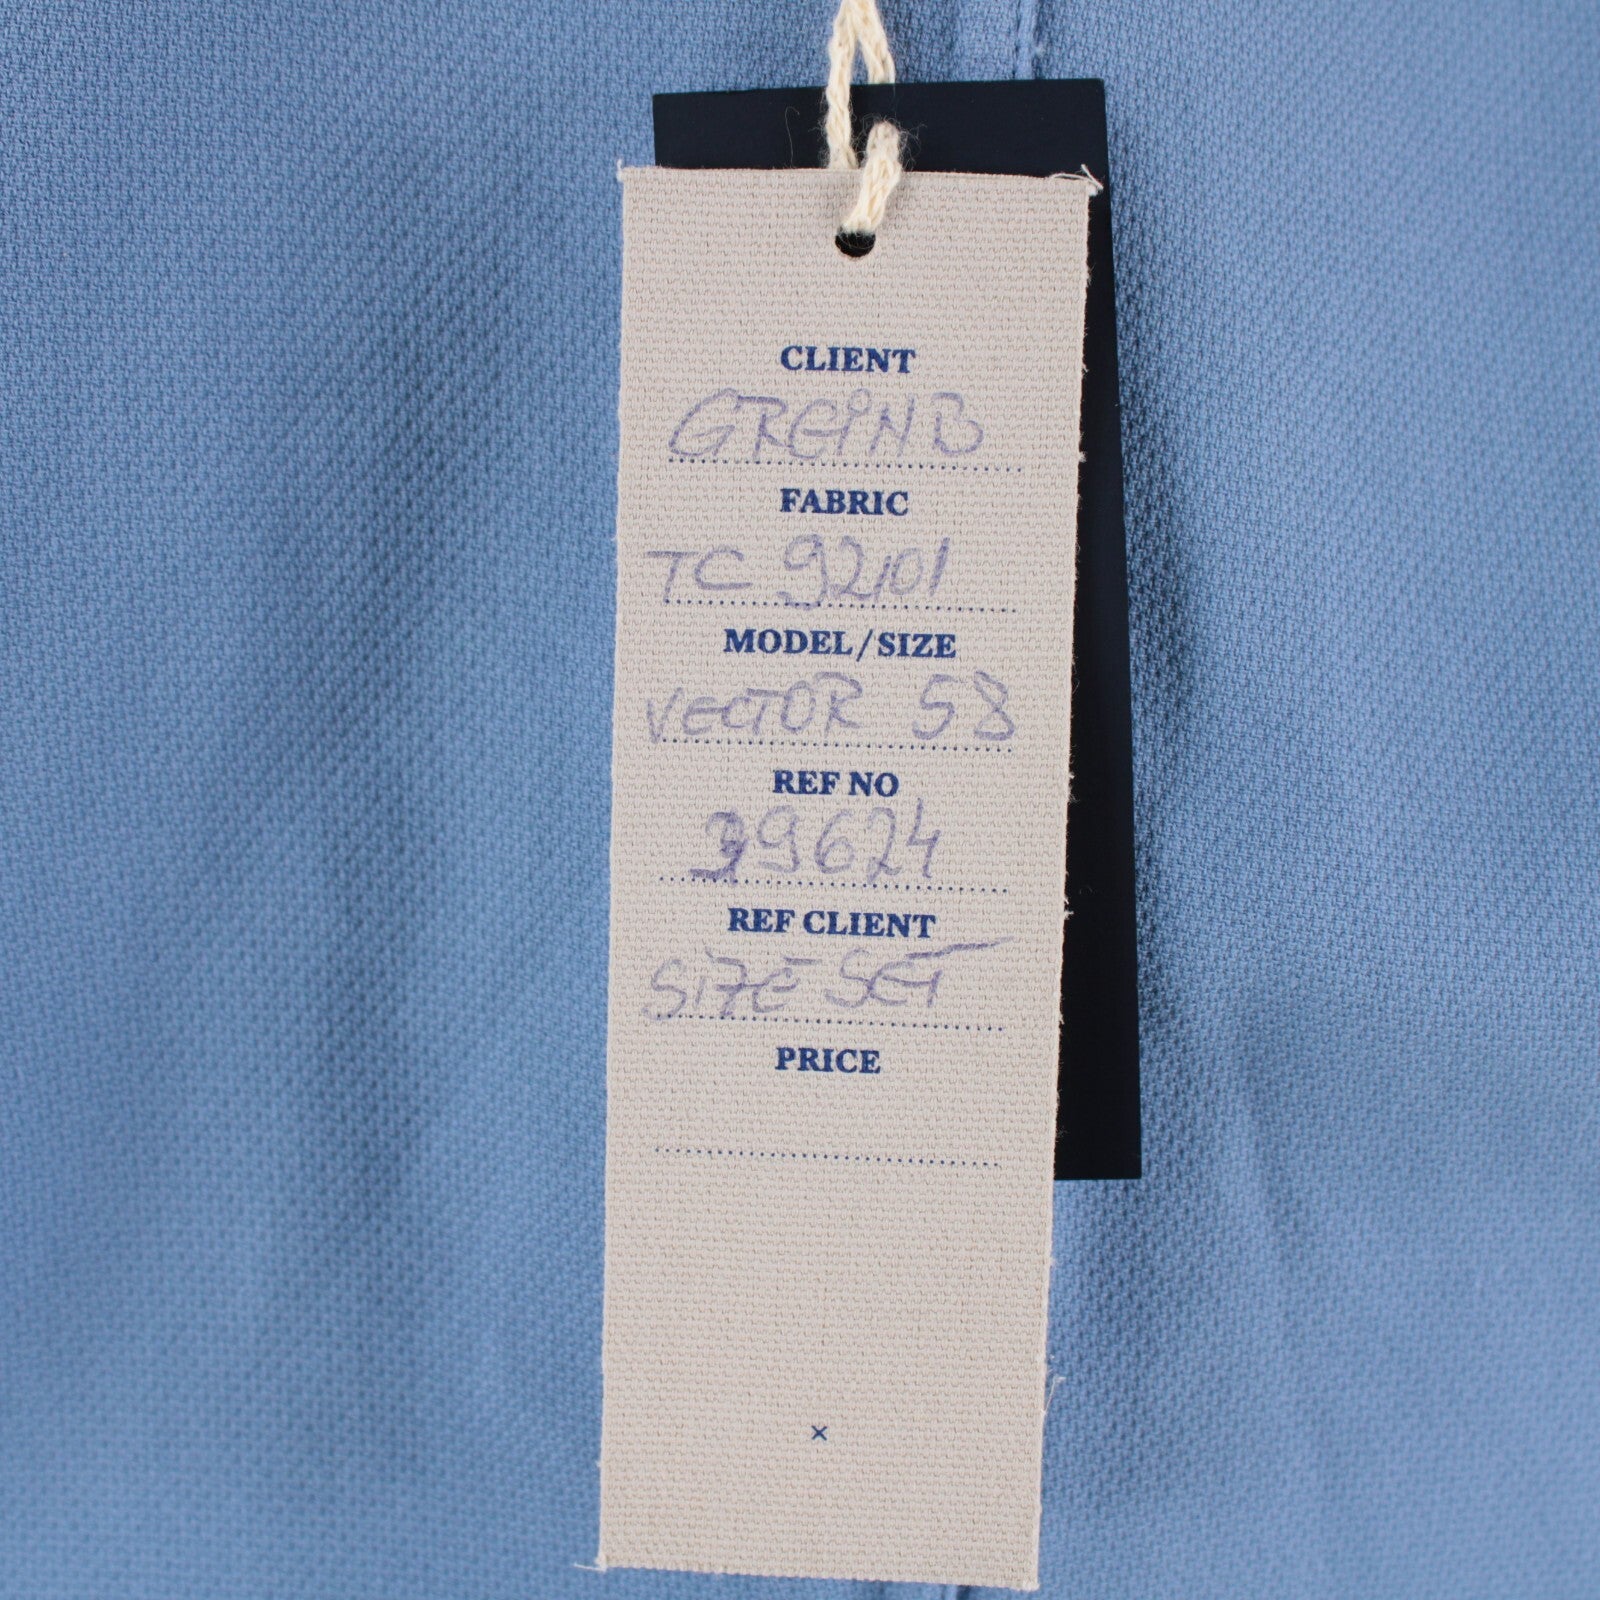 CLIENT
GREiNB
FABRIC
TC 92101
MODEL/SIZE
VECTOR 58
REF NO
39624
REF CLIENT
SiZE SET
PRICE
×